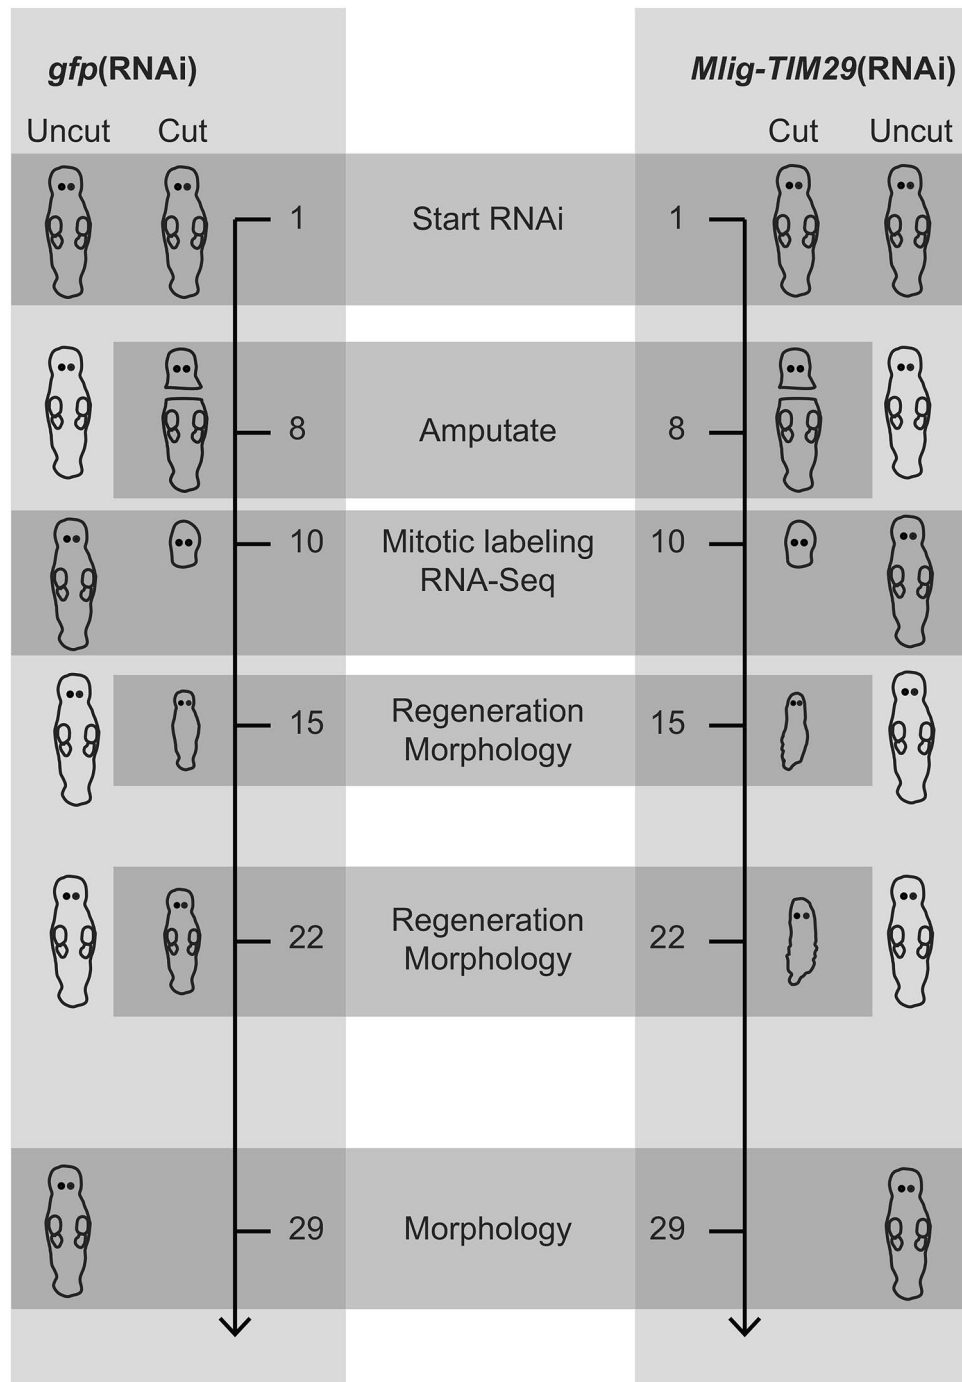 gfp(RNAi)
Mlig-TIM29(RNAi)
Uncut Cut
Cut Uncut
1 Start RNAi 1
8 Amputate 8
10 Mitotic labeling 10
RNA-Seq
15 Regeneration 15
Morphology
22 Regeneration 22
Morphology
29 Morphology 29